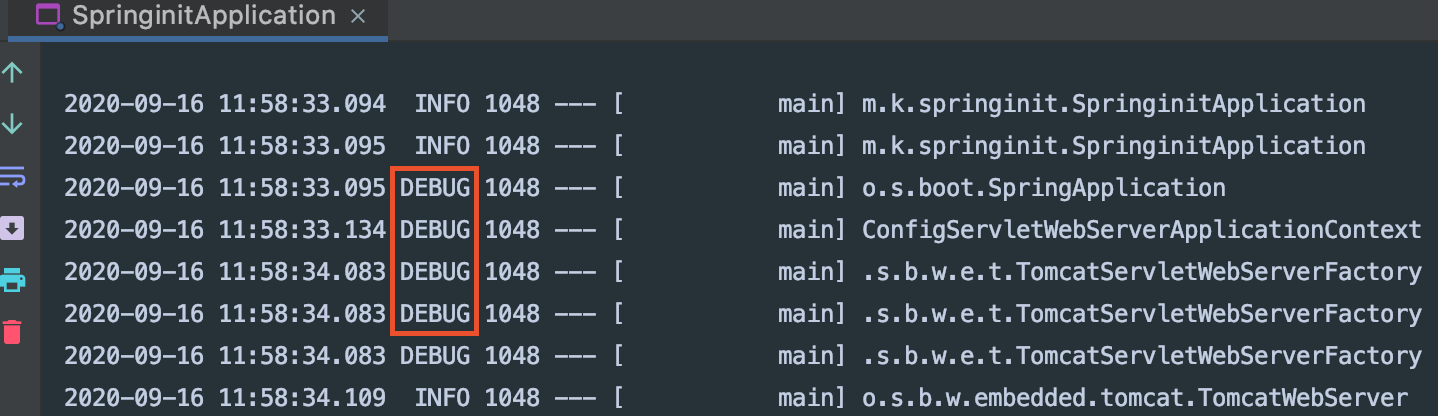 SpringinitApplication ×
2020-09-16 11:58:33.094  INFO 1048 --- [           main] m.k.springinit.SpringinitApplication
2020-09-16 11:58:33.095  INFO 1048 --- [           main] m.k.springinit.SpringinitApplication
2020-09-16 11:58:33.095 DEBUG 1048 --- [           main] o.s.boot.SpringApplication
2020-09-16 11:58:33.134 DEBUG 1048 --- [           main] ConfigServletWebServerApplicationContext
2020-09-16 11:58:34.083 DEBUG 1048 --- [           main] .s.b.w.e.t.TomcatServletWebServerFactory
2020-09-16 11:58:34.083 DEBUG 1048 --- [           main] .s.b.w.e.t.TomcatServletWebServerFactory
2020-09-16 11:58:34.083 DEBUG 1048 --- [           main] .s.b.w.e.t.TomcatServletWebServerFactory
2020-09-16 11:58:34.109  INFO 1048 --- [           main] o.s.b.w.embedded.tomcat.TomcatWebServer